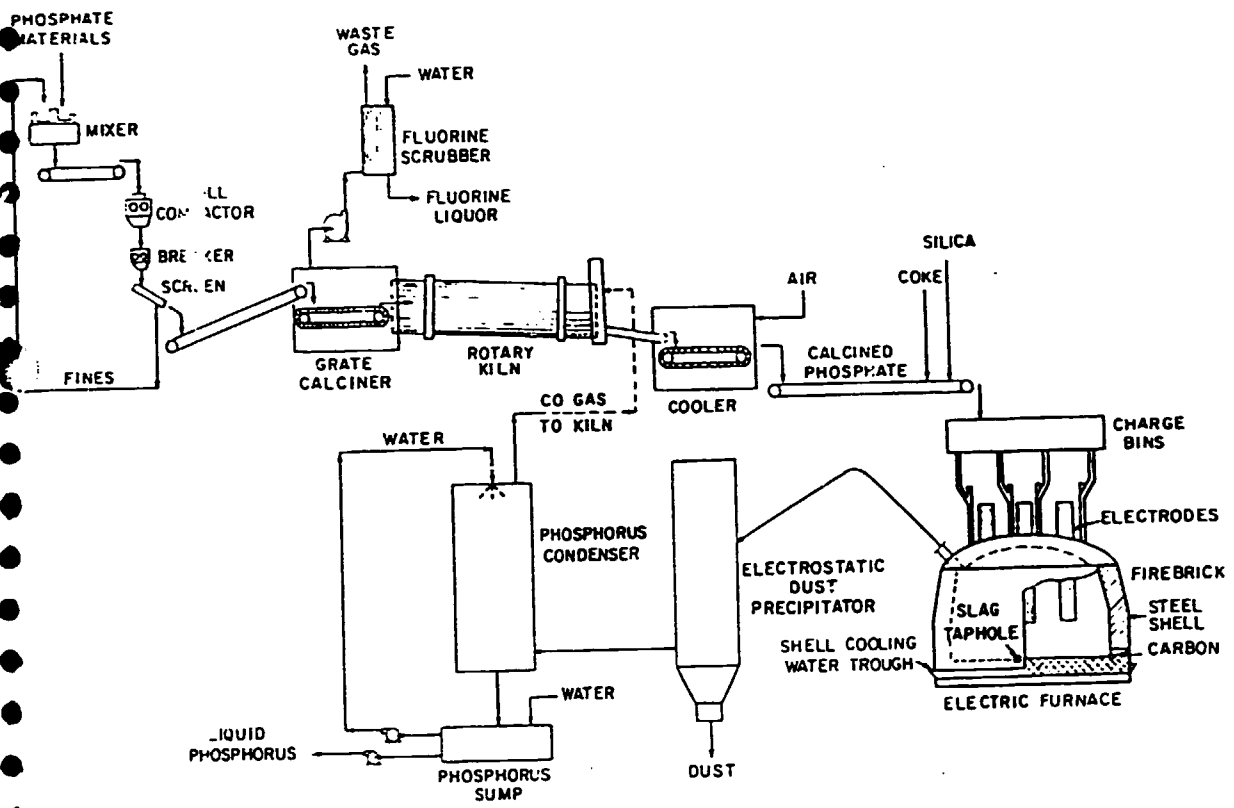 PHOSPHATE
MATERIALS
MIXER
BREAKER
SCREEN
FINES
WASTE
GAS
WATER
FLUORINE
SCRUBBER
FLUORINE
LIQUOR
GRATE
CALCINER
ROTARY
KILN
CO GAS
TO KILN
AIR
COOLER
SILICA
COKE
CALCINED
PHOSPHATE
CHARGE
BINS
ELECTRODES
FIREBRICK
STEEL
SHELL
CARBON
SLAG
TAPHOLE
SHELL COOLING
WATER TROUGH
ELECTRIC FURNACE
ELECTROSTATIC
DUST
PRECIPITATOR
DUST
WATER
PHOSPHORUS
CONDENSER
WATER
LIQUID
PHOSPHORUS
PHOSPHORUS
SUMP